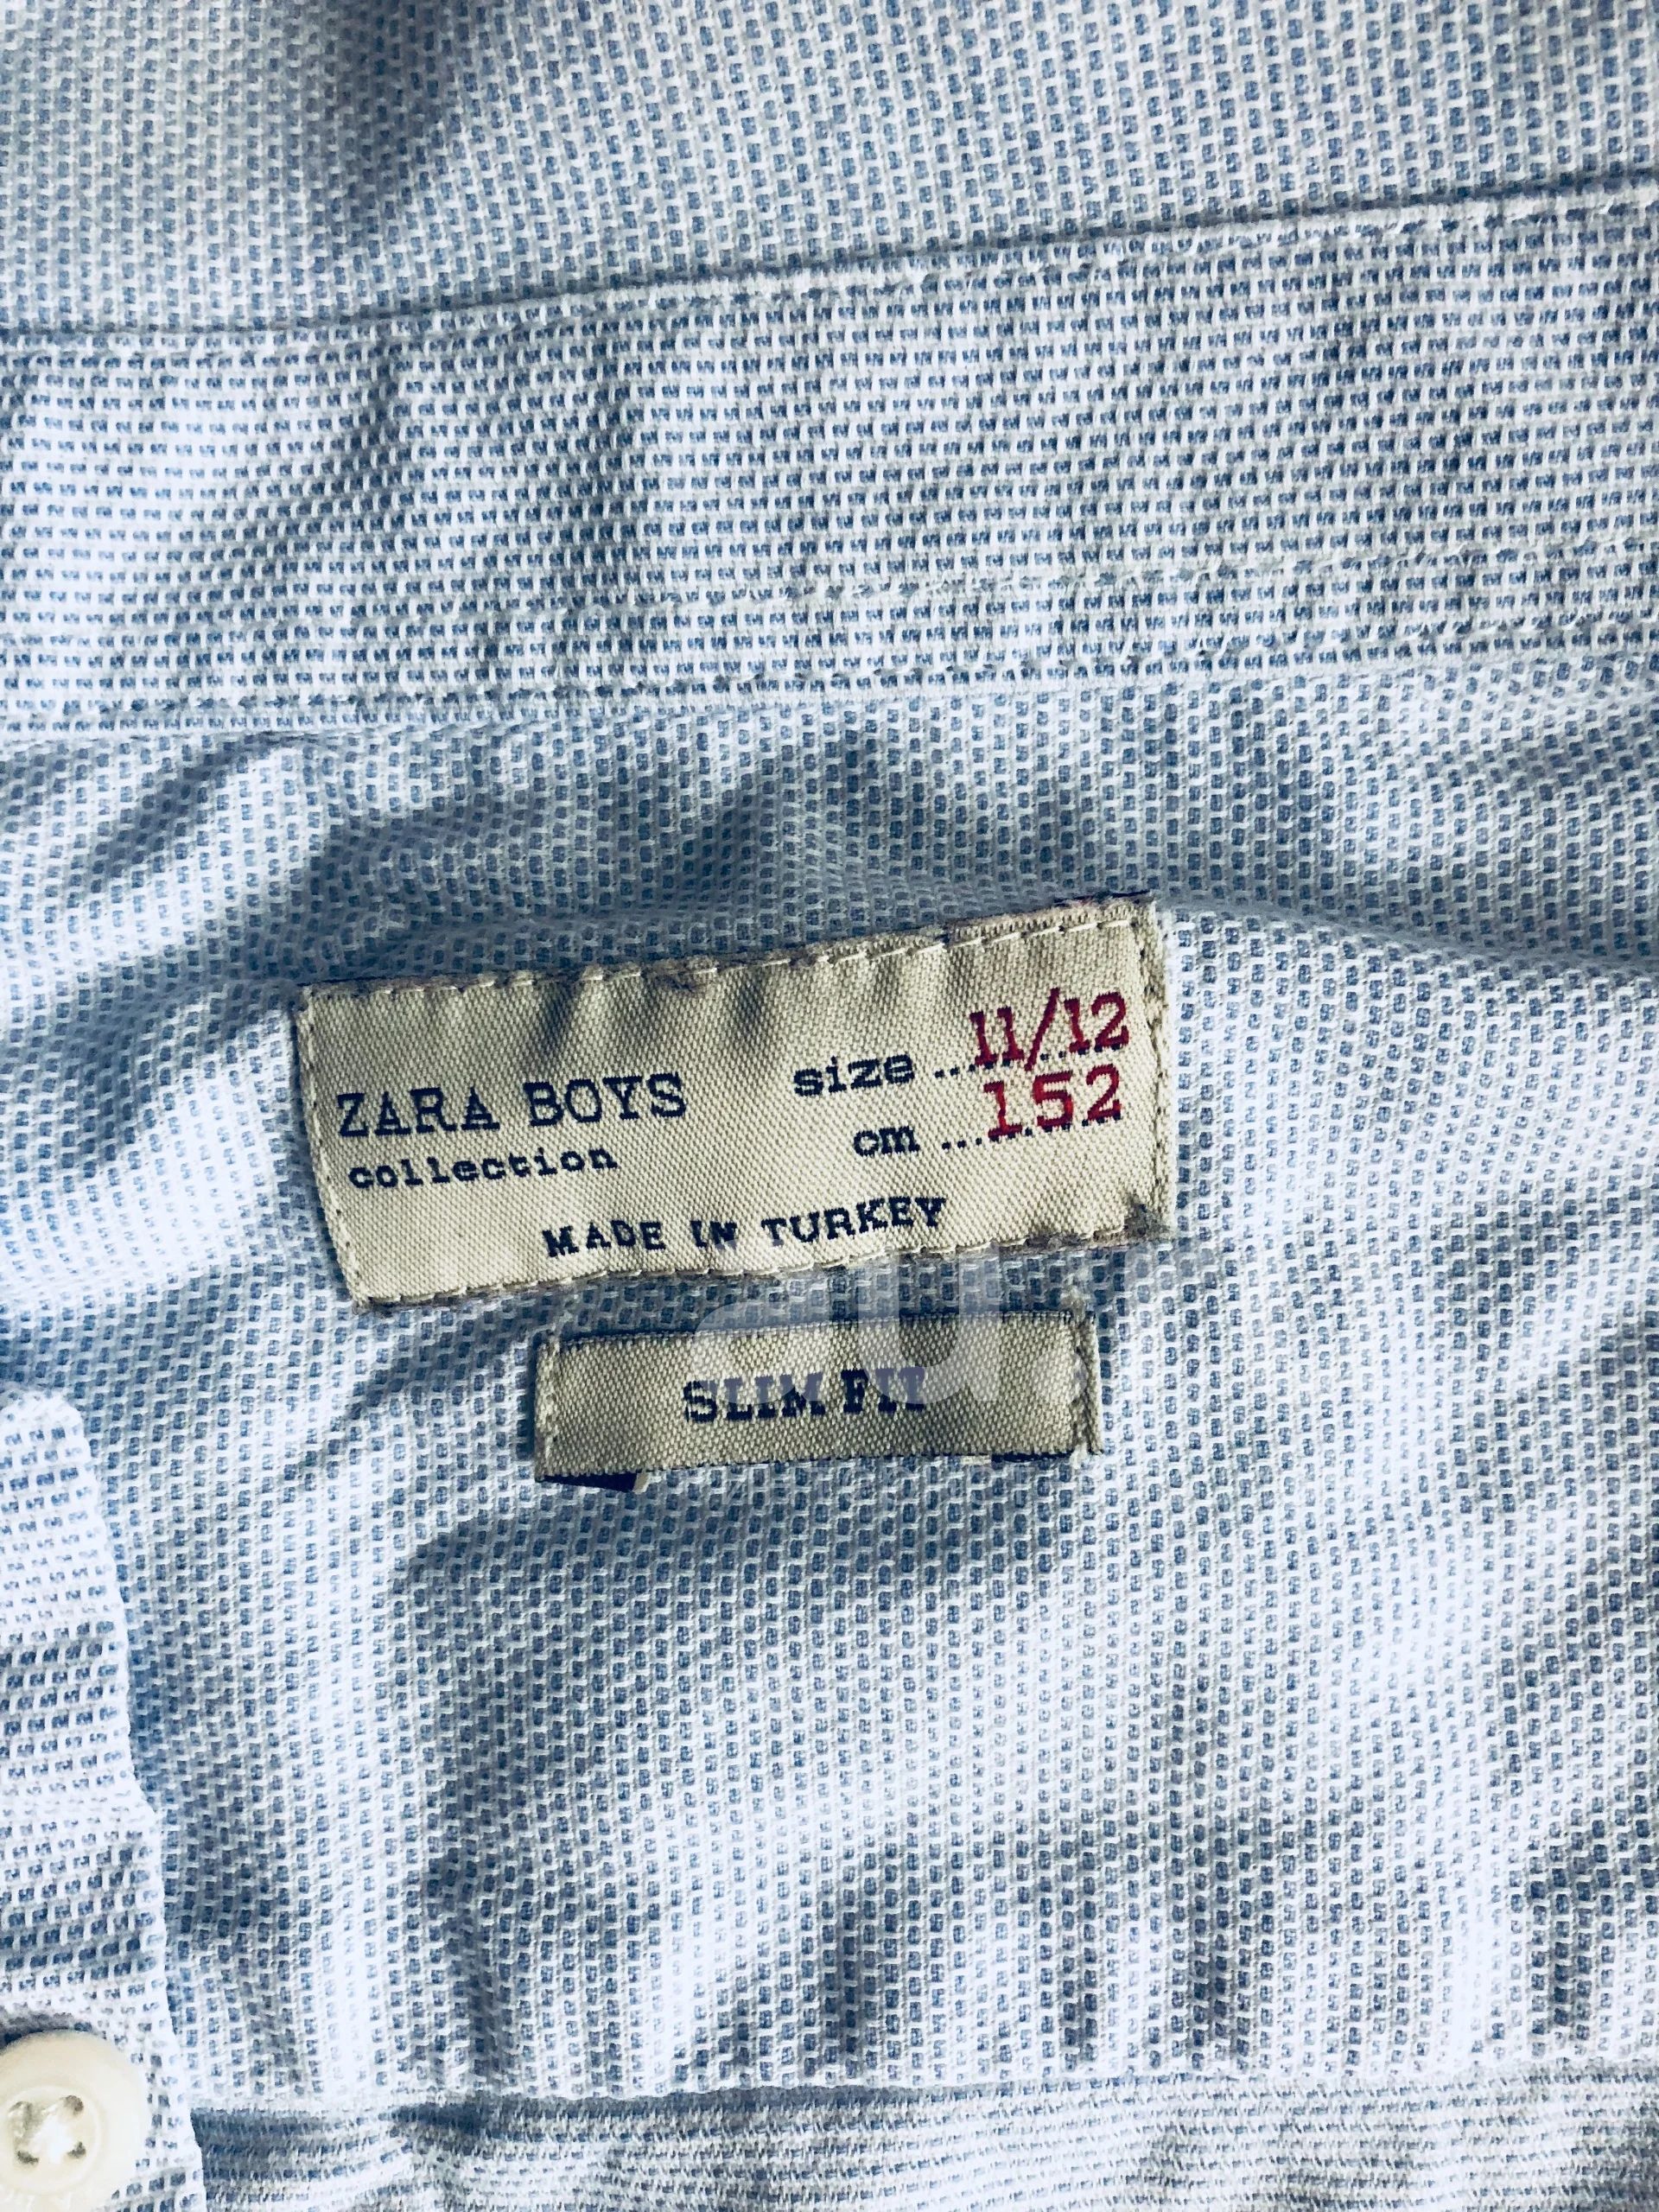 ZARA BOYS
collection
size ... 11/12
cm ... 152
MADE IN TURKEY
SLIM FIT